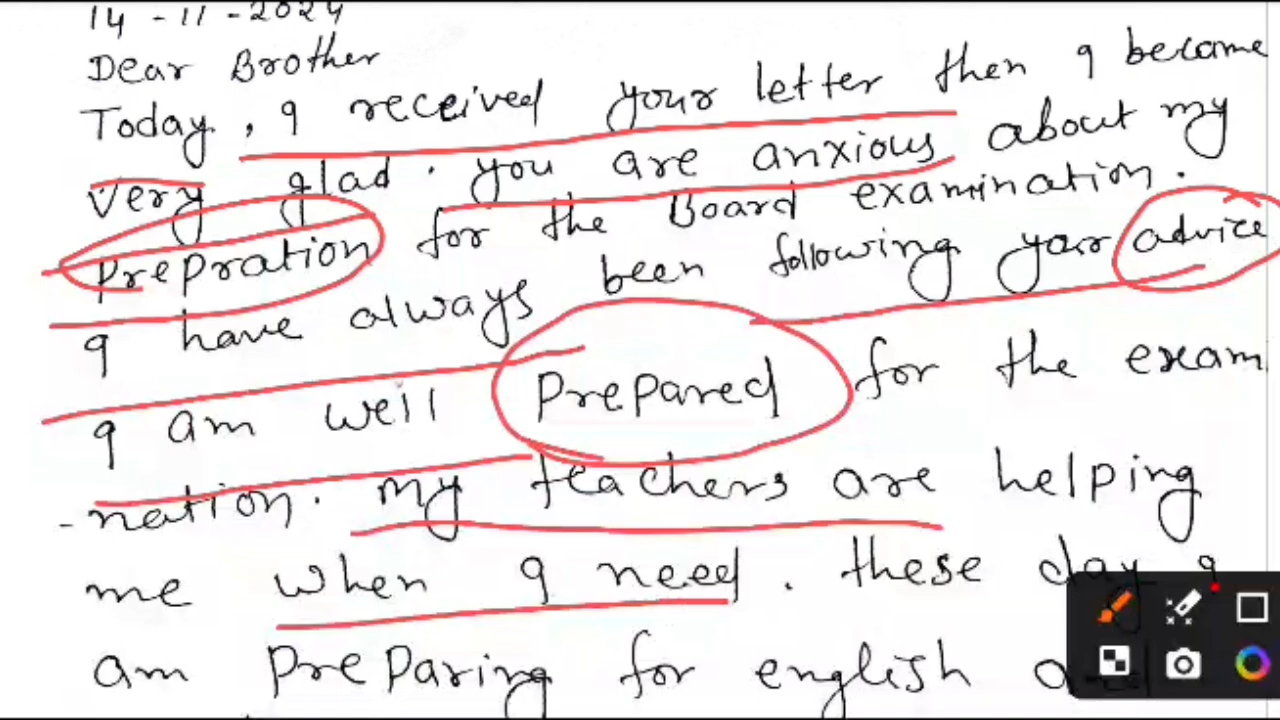 14-11-2024
Dear Brother
Today, I received your letter then I become
very glad. you are anxious about my
Prepration for the Board examination.
I have always been following your advice
I am well Prepared for the exam
-nation. my teachers are helping
me when I need. these day I
am Preparing for english